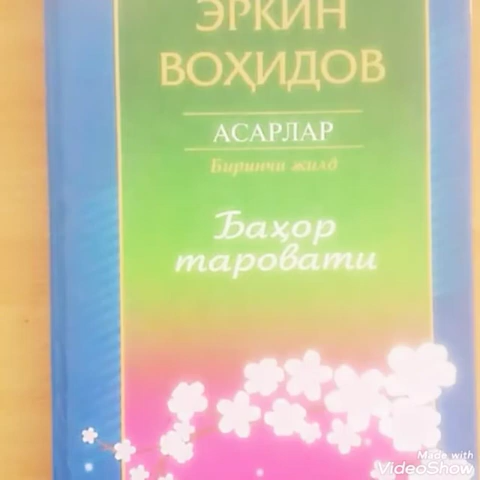 ЭРКИН
ВОҲИДОВ
АСАРЛАР
Биринчи жилд
Баҳор
таровати
Made with
VideoShow